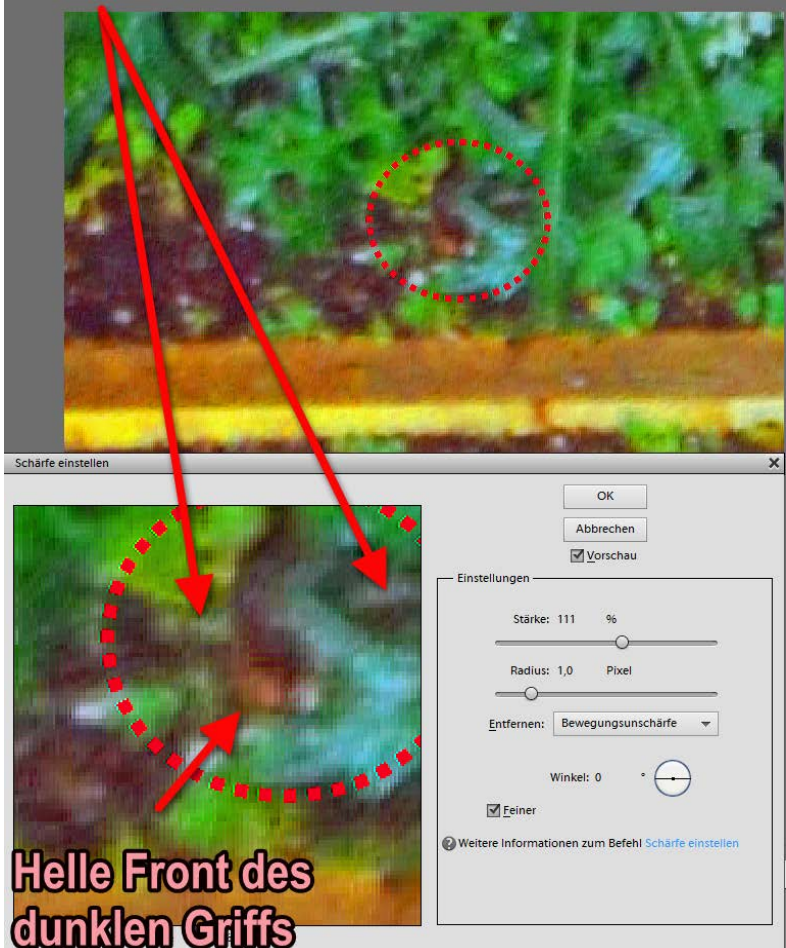 Schärfe einstellen
OK
Abbrechen
Vorschau
Einstellungen
Stärke: 111 %
Radius: 1,0 Pixel
Entfernen: Bewegungsunschärfe
Winkel: 0 °
Feiner
Weitere Informationen zum Befehl Schärfe einstellen
Helle Front des
dunklen Griffs